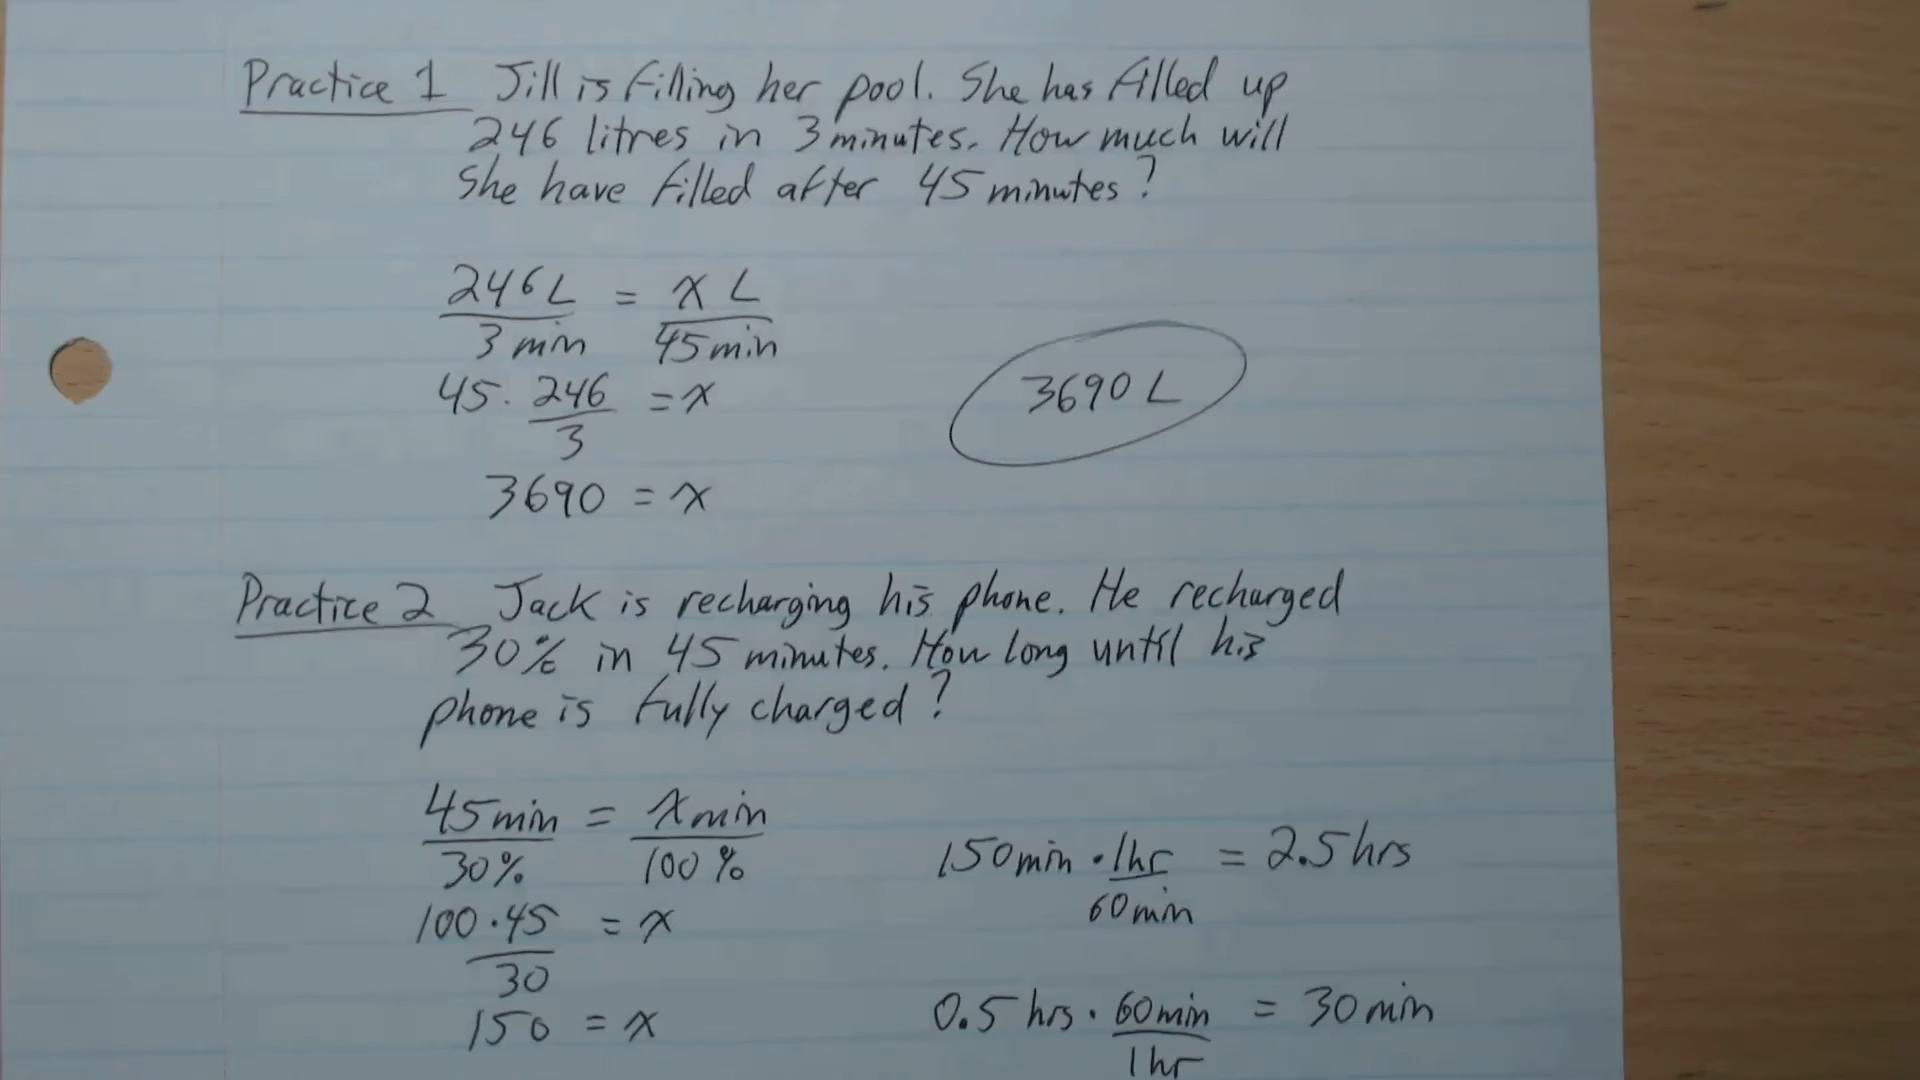 Practice 1 Jill is filling her pool. She has filled up
246 litres in 3 minutes. How much will
she have filled after 45 minutes?
246 L = x L
3 min 45 min
45 · 246 = x
3
3690 = x
3690 L
Practice 2 Jack is recharging his phone. He recharged
30% in 45 minutes. How long until his
phone is fully charged?
45 min = x min
30% 100%
100 · 45 = x
30
150 = x
150 min · 1 hr = 2.5 hrs
60 min
0.5 hrs · 60 min = 30 min
1 hr